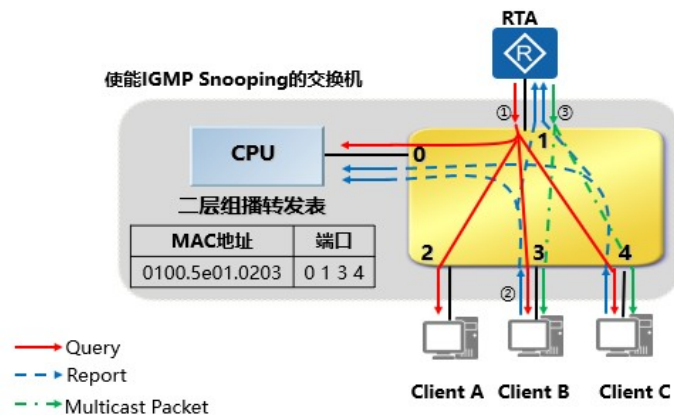 RTA
R
使能IGMP Snooping的交换机
① ③
1
CPU
0
二层组播转发表
MAC地址 端口
0100.5e01.0203 0 1 3 4
2 3 4
②
Query
Report
Multicast Packet
Client A Client B Client C